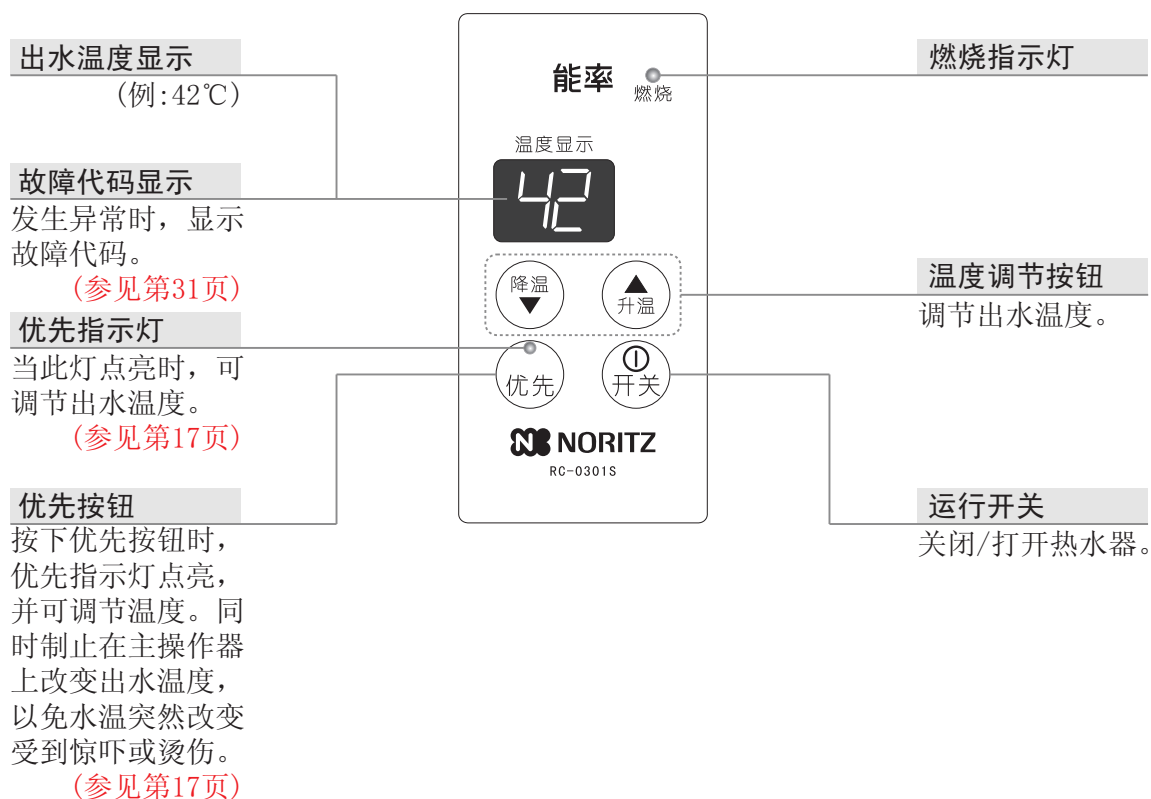 出水温度显示
(例:42℃)
故障代码显示
发生异常时，显示
故障代码。
(参见第31页)
优先指示灯
当此灯点亮时，可
调节出水温度。
(参见第17页)
优先按钮
按下优先按钮时，
优先指示灯点亮，
并可调节温度。同
时制止在主操作器
上改变出水温度，
以免水温突然改变
受到惊吓或烫伤。
(参见第17页)
能率
燃烧
温度显示
42
降温
升温
优先
开关
NORITZ
RC-0301S
燃烧指示灯
温度调节按钮
调节出水温度。
运行开关
关闭/打开热水器。